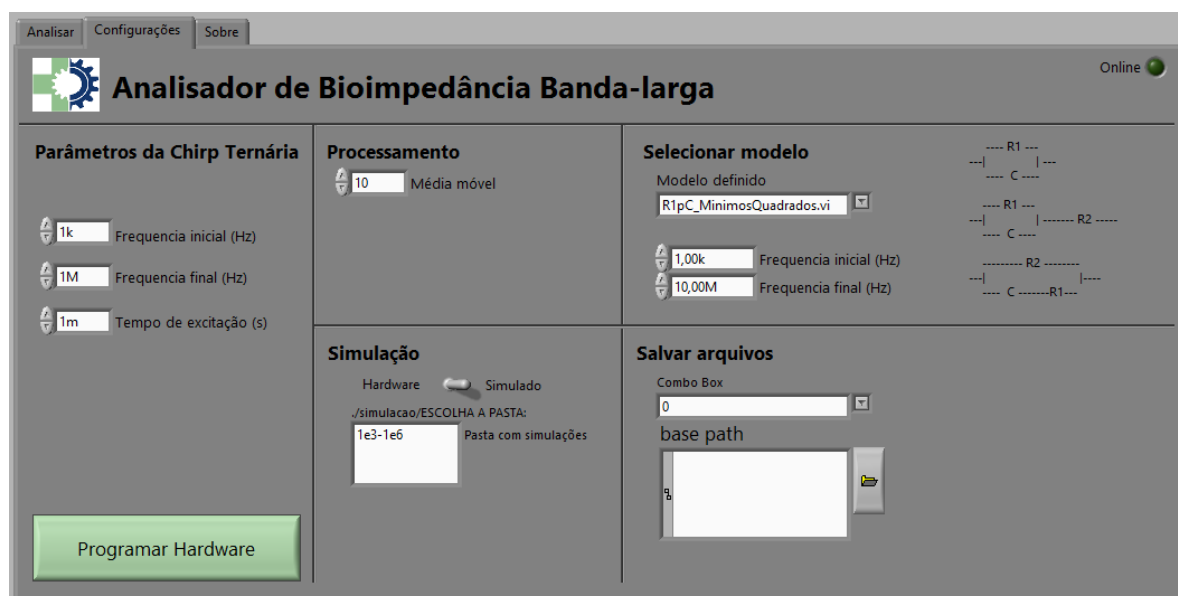 Analisar
Configurações
Sobre
Analisador de Bioimpedância Banda-larga
Online
Parâmetros da Chirp Ternária
1k Frequencia inicial (Hz)
1M Frequencia final (Hz)
1m Tempo de excitação (s)
Programar Hardware
Processamento
10 Média móvel
Selecionar modelo
Modelo definido
R1pC_MinimosQuadrados.vi
1,00k Frequencia inicial (Hz)
10,00M Frequencia final (Hz)
---- R1 ---
---| | ---
---- C ----
---- R1 ---
---| | ------- R2 -----
---- C ----
--------- R2 --------
---| |----
---- C -------R1---
Simulação
Hardware Simulado
./simulacao/ESCOLHA A PASTA:
1e3-1e6 Pasta com simulações
Salvar arquivos
Combo Box
0
base path